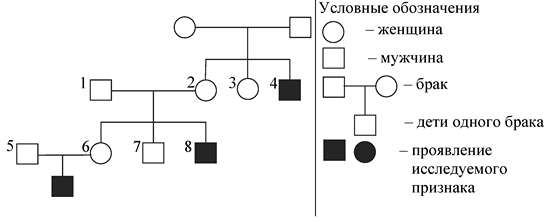 Условные обозначения
– женщина
– мужчина
– брак
– дети одного брака
– проявление
исследуемого
признака
1
2
3
4
5
6
7
8